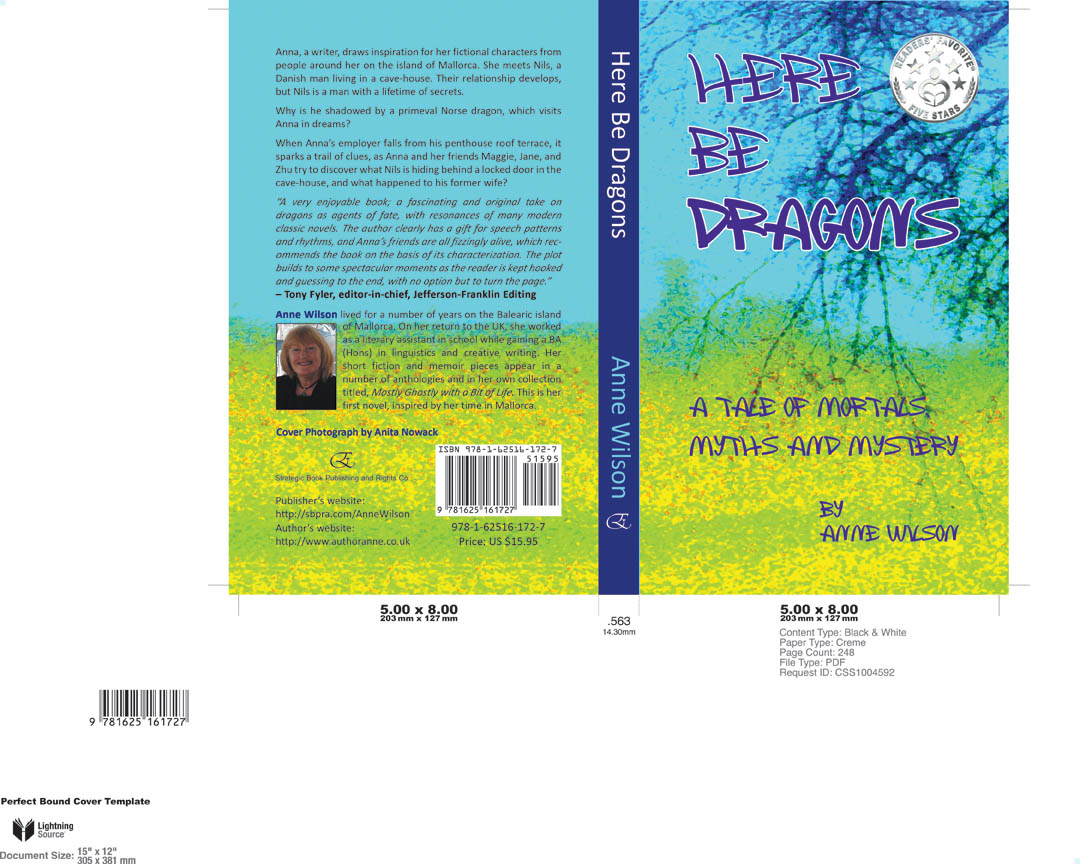 Anna, a writer, draws inspiration for her fictional characters from
people around her on the island of Mallorca. She meets Nils, a
Danish man living in a cave-house. Their relationship develops,
but Nils is a man with a lifetime of secrets.
Why is he shadowed by a primeval Norse dragon, which visits
Anna in dreams?
When Anna's employer falls from his penthouse roof terrace, it
sparks a trail of clues, as Anna and her friends Maggie, Jane, and
Zhu try to discover what Nils is hiding behind a locked door in the
cave-house, and what happened to his former wife?
"A very enjoyable book; a fascinating and original take on
dragons as agents of fate, with resonances of many modern
classic novels. The author clearly has a gift for speech patterns
and rhythms, and Anna's friends are all fizzingly alive, which rec-
ommends the book on the basis of its characterization. The plot
builds to some spectacular moments as the reader is kept hooked
and guessing to the end, with no option but to turn the page."
– Tony Fyler, editor-in-chief, Jefferson-Franklin Editing
Anne Wilson lived for a number of years on the Balearic island
of Mallorca. On her return to the UK, she worked
as a literary assistant in school while gaining a BA
(Hons) in linguistics and creative writing. Her
short fiction and memoir pieces appear in a
number of anthologies and in her own collection
titled, Mostly Ghostly with a Bit of Life. This is her
first novel, inspired by her time in Mallorca.
Cover Photograph by Anita Nowack
Strategic Book Publishing and Rights Co.
Publisher's website:
http://sbpra.com/AnneWilson
Author's website:
http://www.authoranne.co.uk
ISBN 978-1-62516-172-7
51595
9 781625 161727
978-1-62516-172-7
Price: US $15.95
Here Be Dragons
Anne Wilson
HERE
BE
DRAGONS
READERS' FAVORITE
FIVE STARS
A TALE OF MORTALS,
MYTHS AND MYSTERY
BY
ANNE WILSON
5.00 x 8.00
203 mm x 127 mm
.563
14.30mm
5.00 x 8.00
203 mm x 127 mm
Content Type: Black & White
Paper Type: Creme
Page Count: 248
File Type: PDF
Request ID: CSS1004592
9 781625 161727
Perfect Bound Cover Template
Lightning
Source
Document Size: 15" x 12"
305 x 381 mm